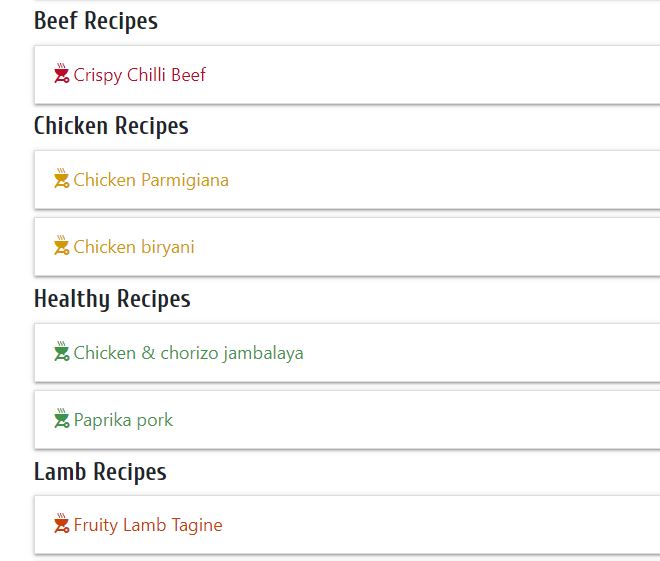 Beef Recipes
Crispy Chilli Beef
Chicken Recipes
Chicken Parmigiana
Chicken biryani
Healthy Recipes
Chicken & chorizo jambalaya
Paprika pork
Lamb Recipes
Fruity Lamb Tagine